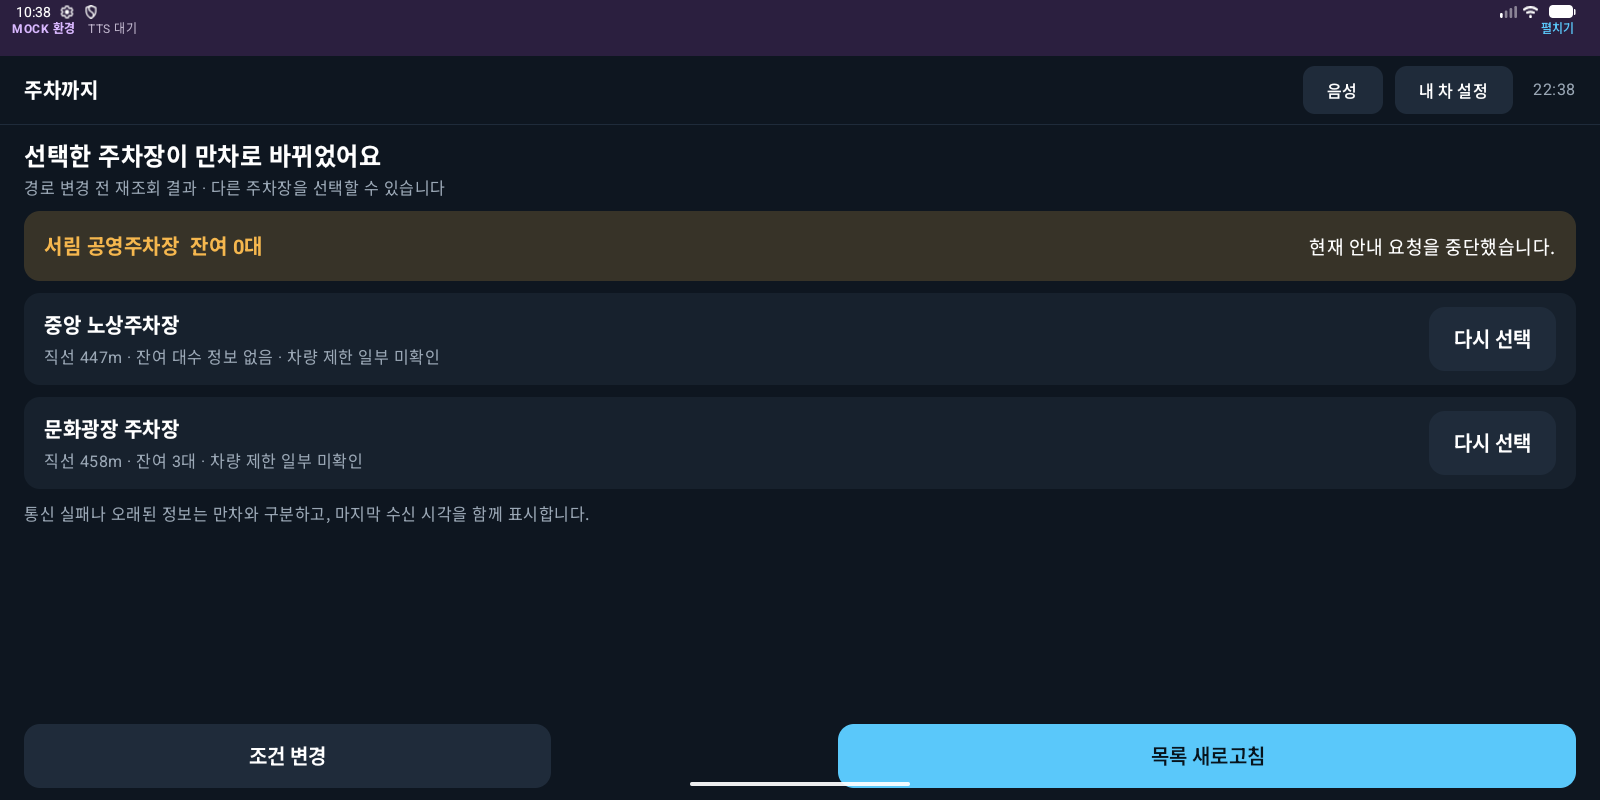 10:38
MOCK 환경 TTS 대기
펼치기
주차까지
음성
내 차 설정
22:38
선택한 주차장이 만차로 바뀌었어요
경로 변경 전 재조회 결과 · 다른 주차장을 선택할 수 있습니다
서림 공영주차장 잔여 0대
현재 안내 요청을 중단했습니다.
중앙 노상주차장
직선 447m · 잔여 대수 정보 없음 · 차량 제한 일부 미확인
다시 선택
문화광장 주차장
직선 458m · 잔여 3대 · 차량 제한 일부 미확인
다시 선택
통신 실패나 오래된 정보는 만차와 구분하고, 마지막 수신 시각을 함께 표시합니다.
조건 변경
목록 새로고침